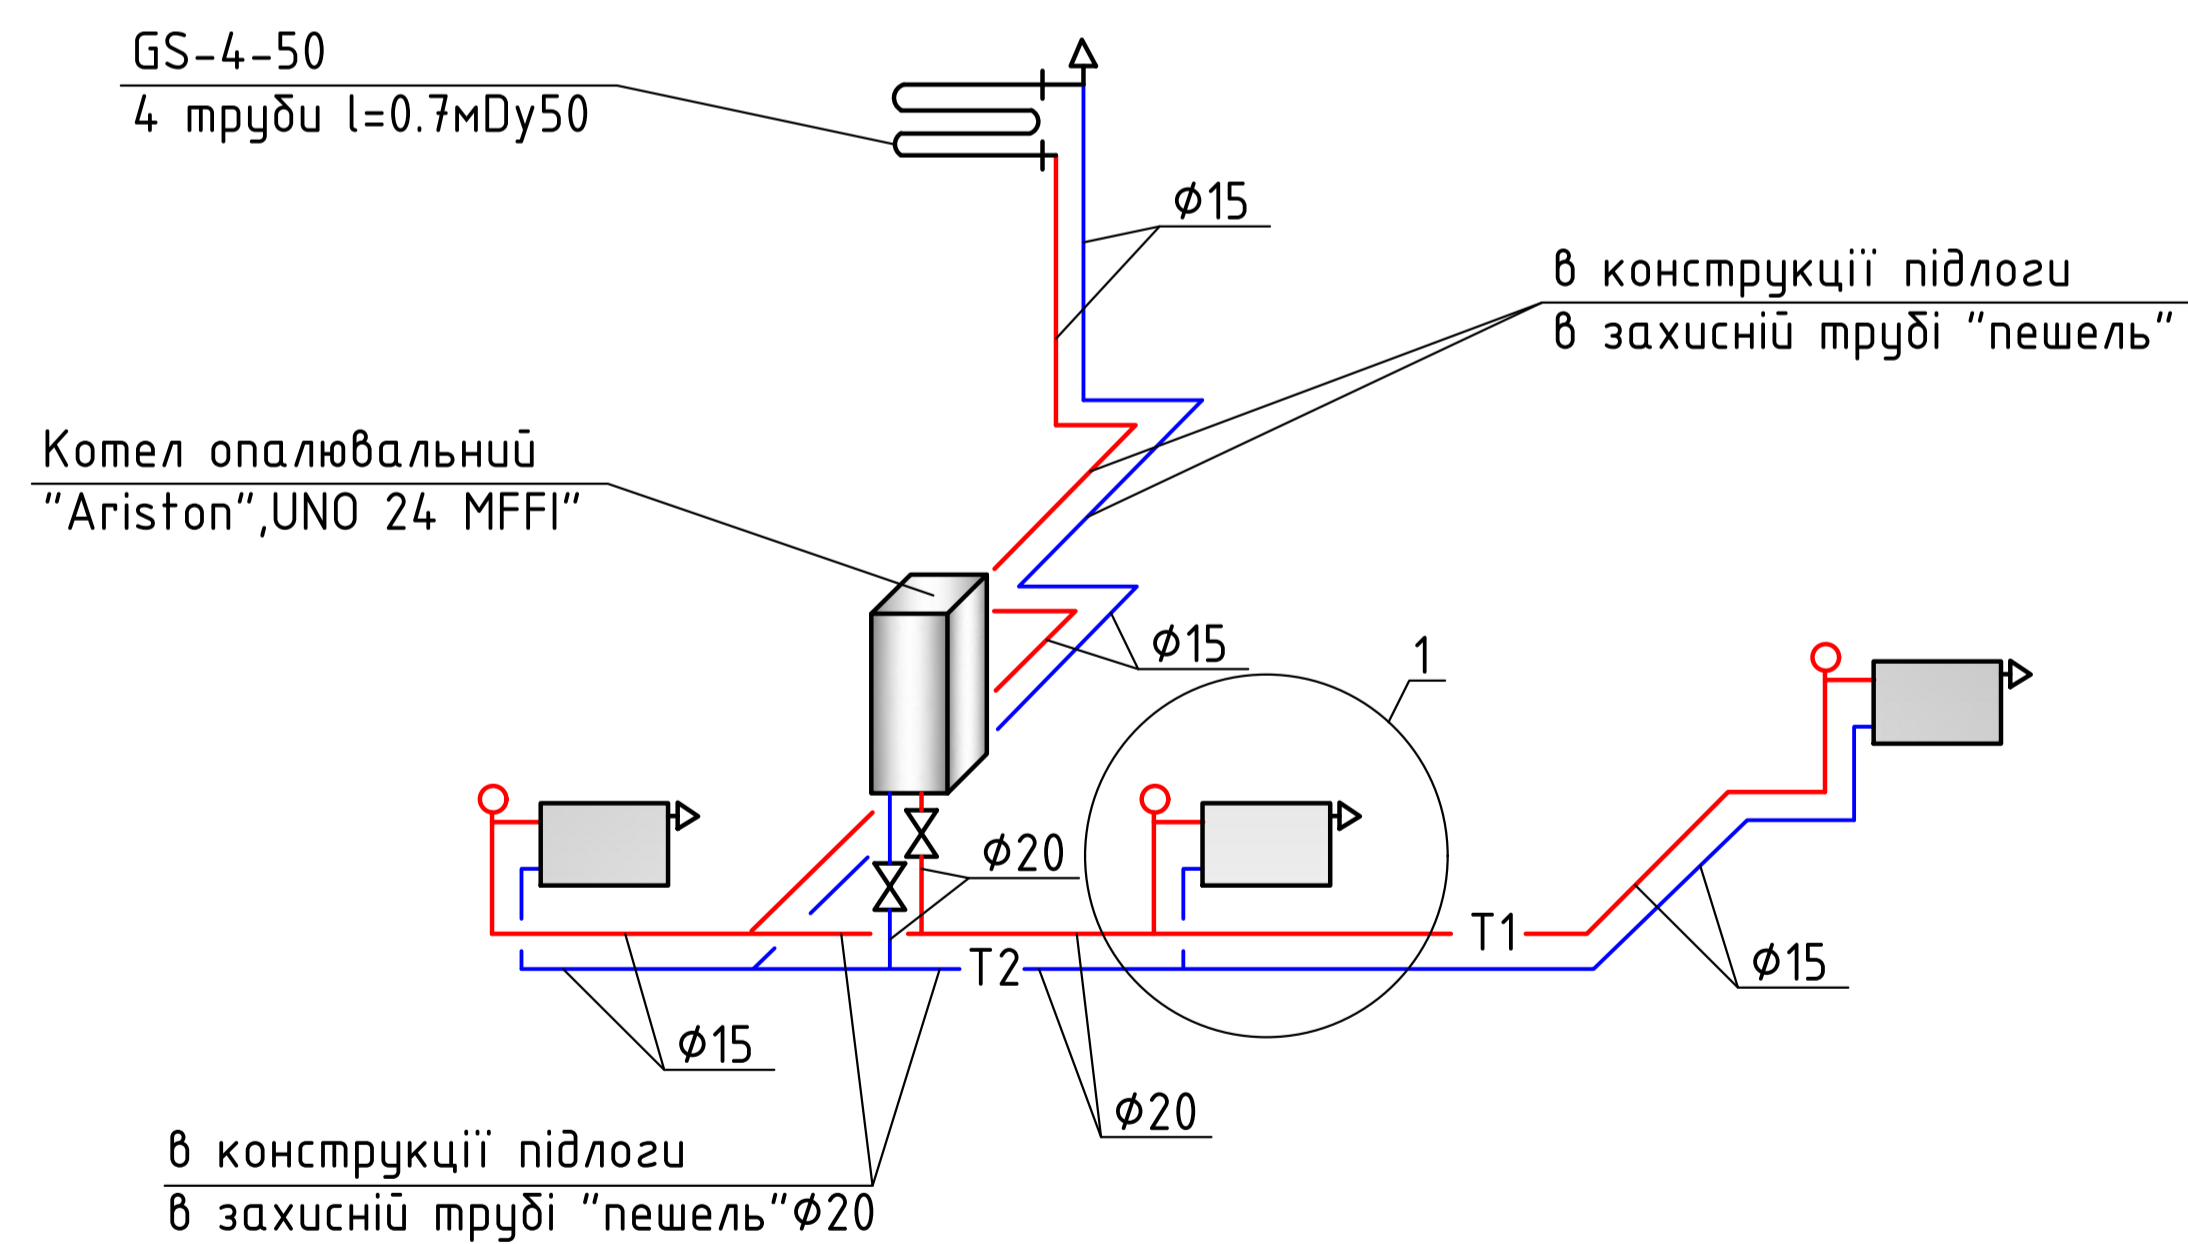 GS-4-50
4 труби l=0.7мDу50
ϕ15
в конструкції підлоги
в захисній трубі "пешель"
Котел опалювальний
"Ariston",UNO 24 MFFI"
ϕ15
1
ϕ20
T1
T2
ϕ15
ϕ15
ϕ20
в конструкції підлоги
в захисній трубі "пешель"ϕ20